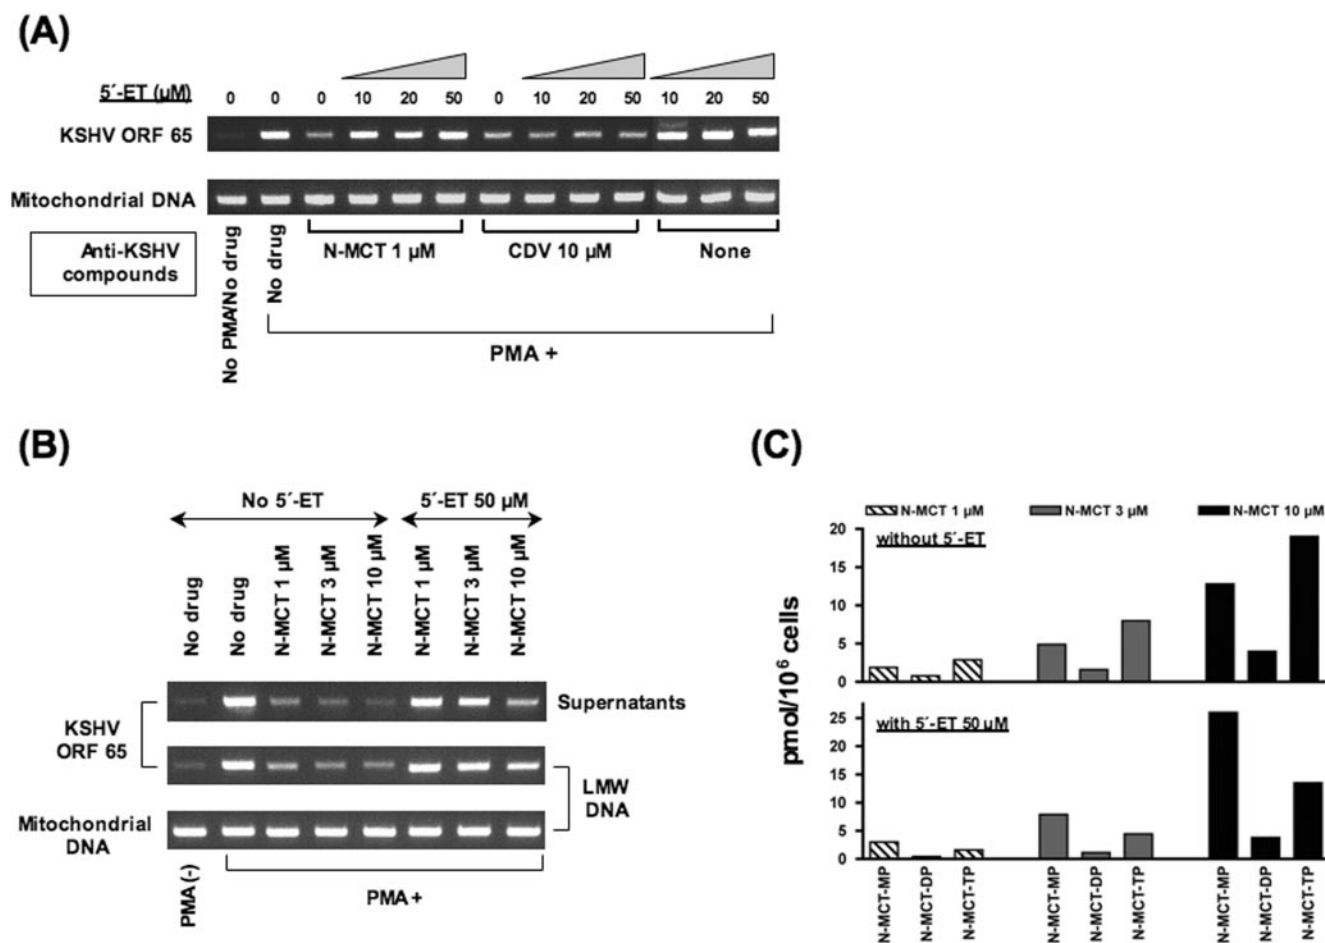 (A)
5´-ET (µM) 0 0 0 10 20 50 0 10 20 50 10 20 50
KSHV ORF 65
Mitochondrial DNA
Anti-KSHV
compounds
No PMA/No drug
No drug
N-MCT 1 µM
CDV 10 µM
None
PMA +
(B)
No 5´-ET
5´-ET 50 µM
No drug
No drug
N-MCT 1 µM
N-MCT 3 µM
N-MCT 10 µM
N-MCT 1 µM
N-MCT 3 µM
N-MCT 10 µM
KSHV
ORF 65
Supernatants
LMW
DNA
Mitochondrial
DNA
PMA (-)
PMA +
(C)
N-MCT 1 µM
N-MCT 3 µM
N-MCT 10 µM
without 5´-ET
20
15
10
5
0
pmol/10⁶ cells
with 5´-ET 50 uM
25
20
15
10
5
0
N-MCT-MP
N-MCT-DP
N-MCT-TP
N-MCT-MP
N-MCT-DP
N-MCT-TP
N-MCT-MP
N-MCT-DP
N-MCT-TP